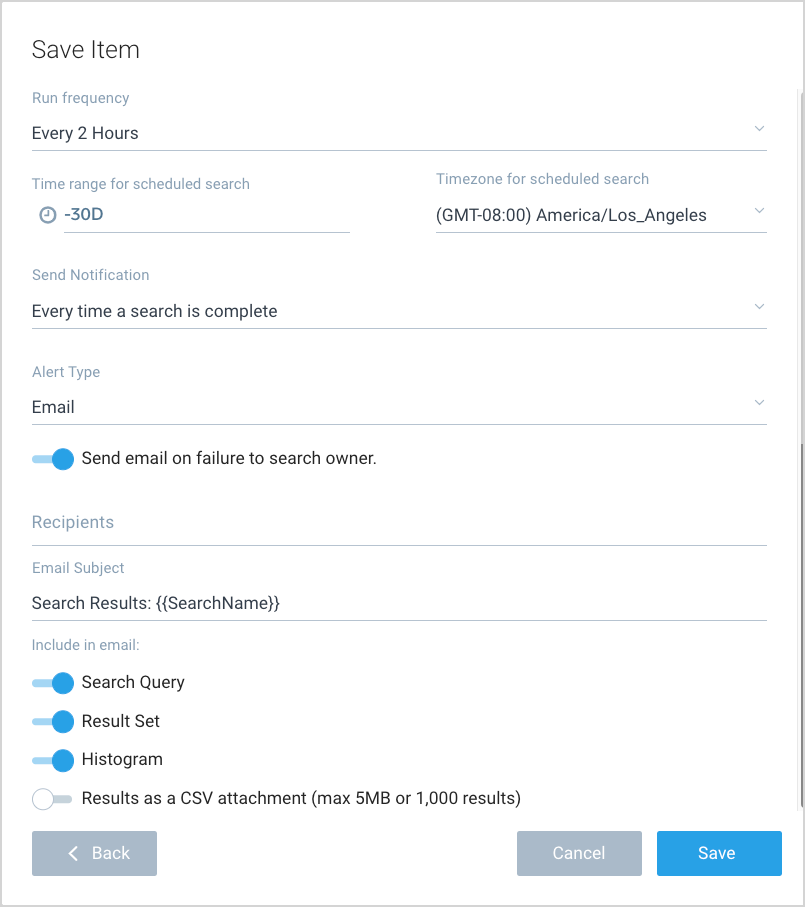 Save Item
Run frequency
Every 2 Hours
Time range for scheduled search
Timezone for scheduled search
-30D
(GMT-08:00) America/Los_Angeles
Send Notification
Every time a search is complete
Alert Type
Email
Send email on failure to search owner.
Recipients
Email Subject
Search Results: {{SearchName}}
Include in email:
Search Query
Result Set
Histogram
Results as a CSV attachment (max 5MB or 1,000 results)
Back
Cancel
Save